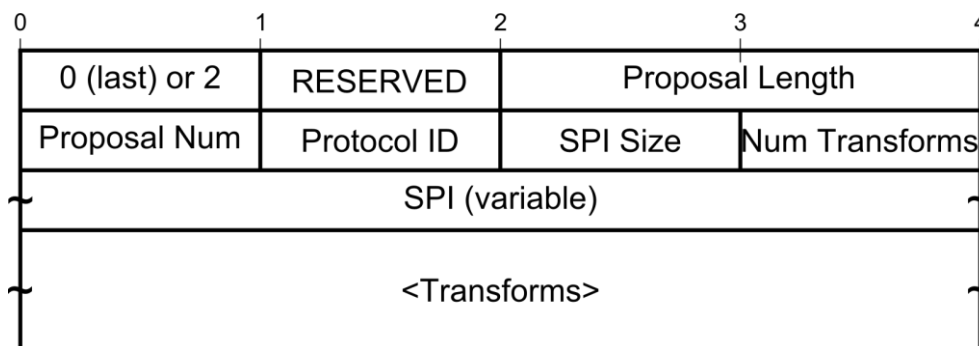 0 1 2 3 4
0 (last) or 2 RESERVED Proposal Length
Proposal Num Protocol ID SPI Size Num Transforms
~ SPI (variable) ~
~ <Transforms> ~